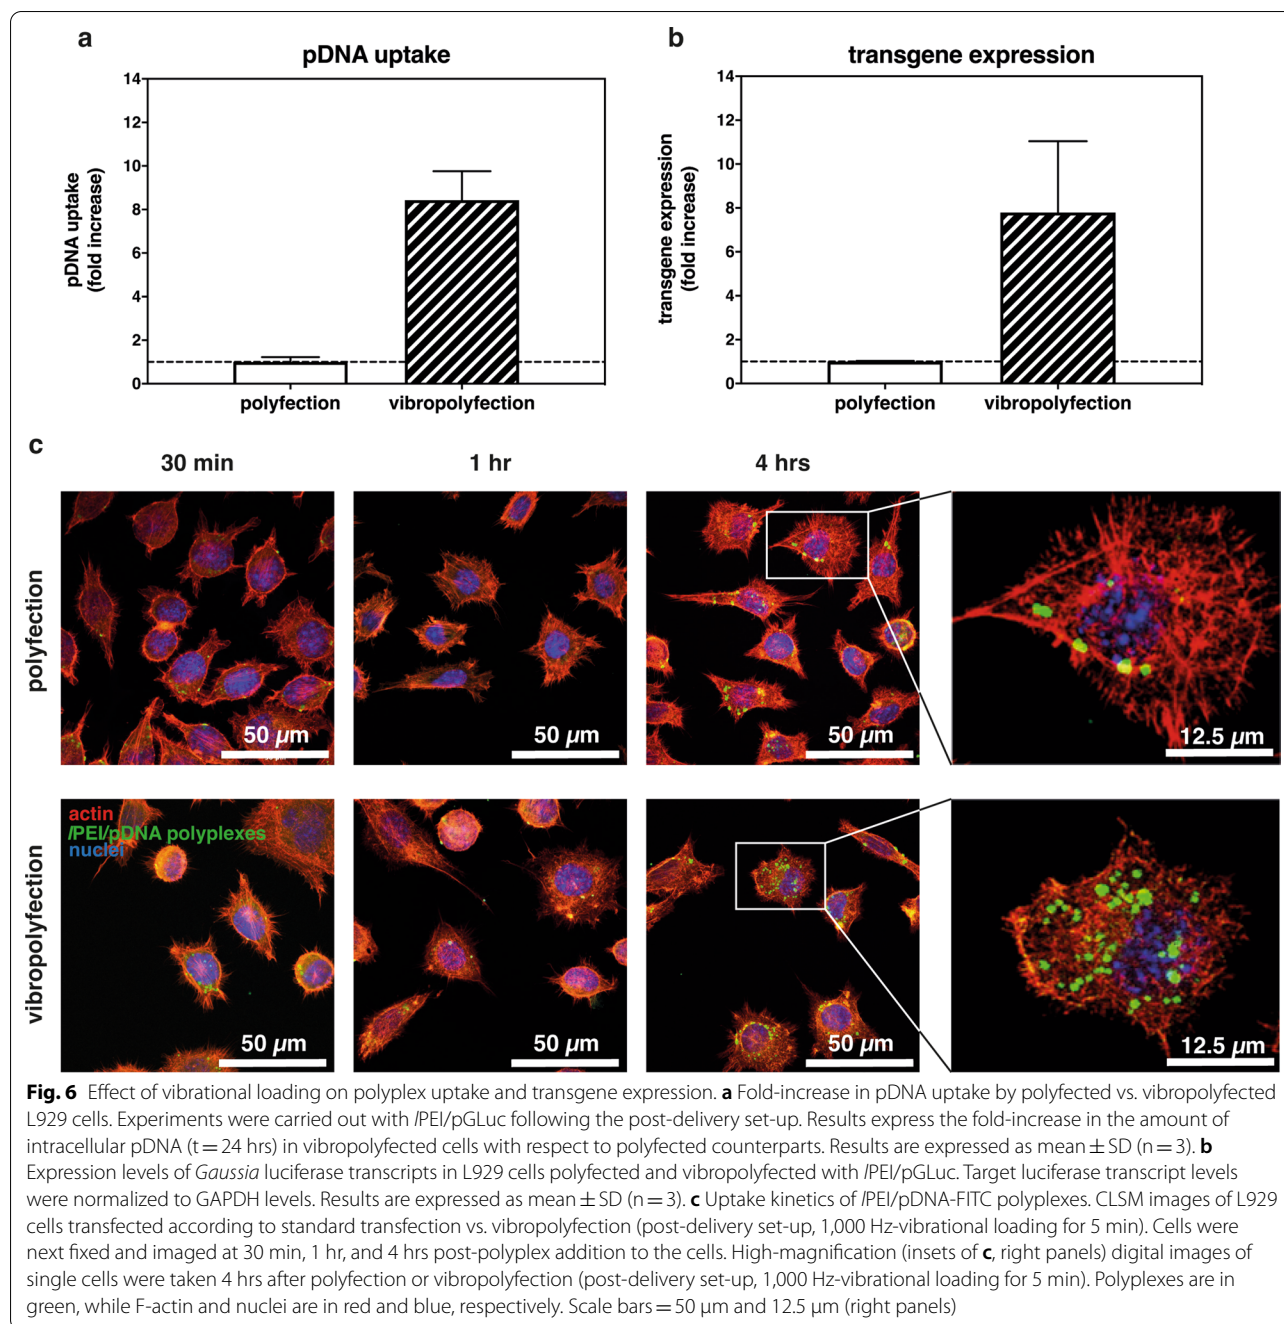 a
pDNA uptake
14
12
10
8
6
4
2
0
pDNA uptake
(fold increase)
polyfection
vibropolyfection
b
transgene expression
14
12
10
8
6
4
2
0
transgene expression
(fold increase)
polyfection
vibropolyfection
c
30 min
1 hr
4 hrs
polyfection
50 µm
50 µm
50 µm
12.5 µm
vibropolyfection
actin
lPEI/pDNA polyplexes
nuclei
50 µm
50 µm
50 µm
12.5 µm
Fig. 6 Effect of vibrational loading on polyplex uptake and transgene expression. a Fold-increase in pDNA uptake by polyfected vs. vibropolyfected
L929 cells. Experiments were carried out with lPEI/pGLuc following the post-delivery set-up. Results express the fold-increase in the amount of
intracellular pDNA (t = 24 hrs) in vibropolyfected cells with respect to polyfected counterparts. Results are expressed as mean ± SD (n = 3). b
Expression levels of Gaussia luciferase transcripts in L929 cells polyfected and vibropolyfected with lPEI/pGLuc. Target luciferase transcript levels
were normalized to GAPDH levels. Results are expressed as mean ± SD (n = 3). c Uptake kinetics of lPEI/pDNA-FITC polyplexes. CLSM images of L929
cells transfected according to standard transfection vs. vibropolyfection (post-delivery set-up, 1,000 Hz-vibrational loading for 5 min). Cells were
next fixed and imaged at 30 min, 1 hr, and 4 hrs post-polyplex addition to the cells. High-magnification (insets of c, right panels) digital images of
single cells were taken 4 hrs after polyfection or vibropolyfection (post-delivery set-up, 1,000 Hz-vibrational loading for 5 min). Polyplexes are in
green, while F-actin and nuclei are in red and blue, respectively. Scale bars = 50 µm and 12.5 µm (right panels)